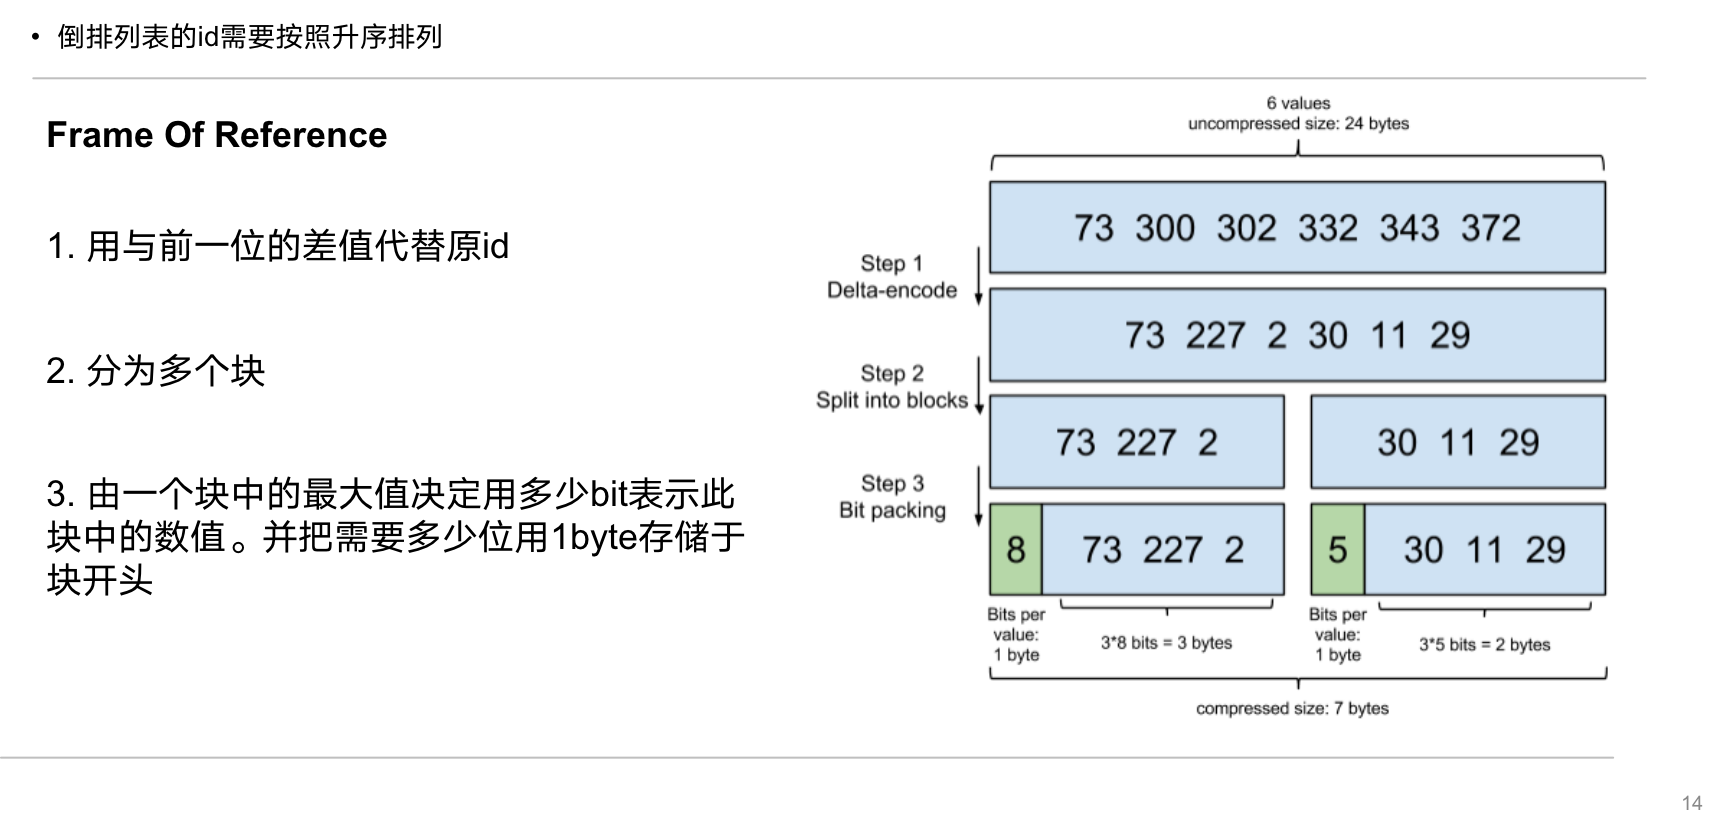 • 倒排列表的id需要按照升序排列
Frame Of Reference
1. 用与前一位的差值代替原id
2. 分为多个块
3. 由一个块中的最大值决定用多少bit表示此
块中的数值。并把需要多少位用1byte存储于
块开头
6 values
uncompressed size: 24 bytes
73 300 302 332 343 372
Step 1
Delta-encode
73 227 2 30 11 29
Step 2
Split into blocks
73 227 2
30 11 29
Step 3
Bit packing
8
73 227 2
5
30 11 29
Bits per
value:
1 byte
3*8 bits = 3 bytes
Bits per
value:
1 byte
3*5 bits = 2 bytes
compressed size: 7 bytes
14